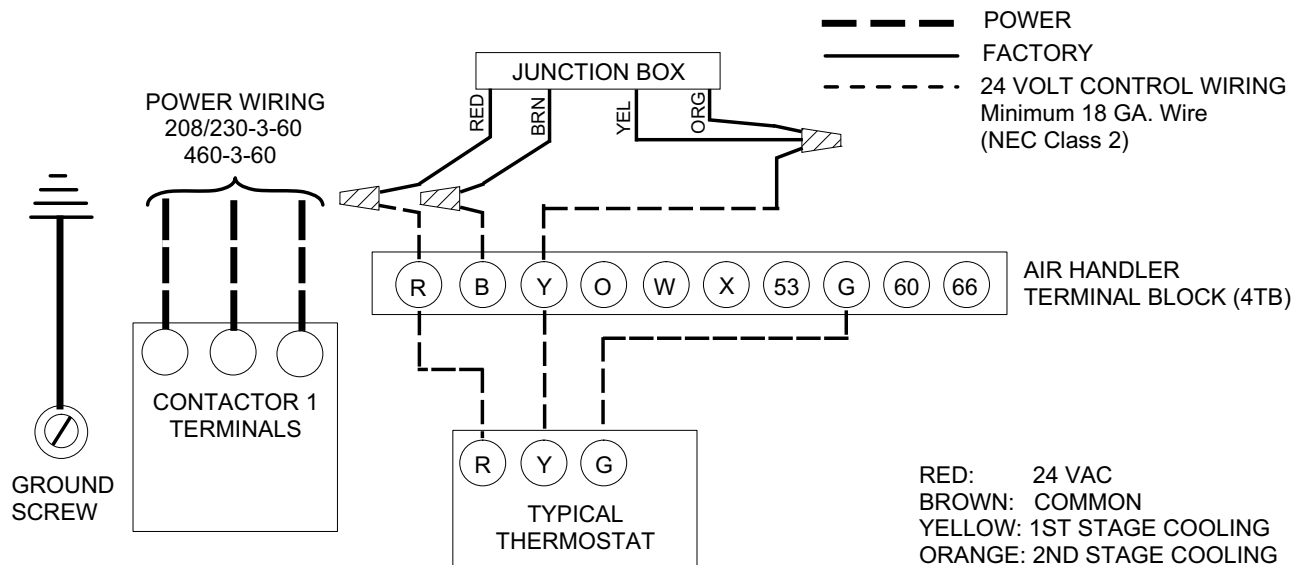 POWER
FACTORY
24 VOLT CONTROL WIRING
Minimum 18 GA. Wire
(NEC Class 2)
JUNCTION BOX
RED
BRN
YEL
ORG
POWER WIRING
208/230-3-60
460-3-60
R B Y O W X 53 G 60 66
AIR HANDLER
TERMINAL BLOCK (4TB)
CONTACTOR 1
TERMINALS
GROUND
SCREW
R Y G
TYPICAL
THERMOSTAT
RED: 24 VAC
BROWN: COMMON
YELLOW: 1ST STAGE COOLING
ORANGE: 2ND STAGE COOLING